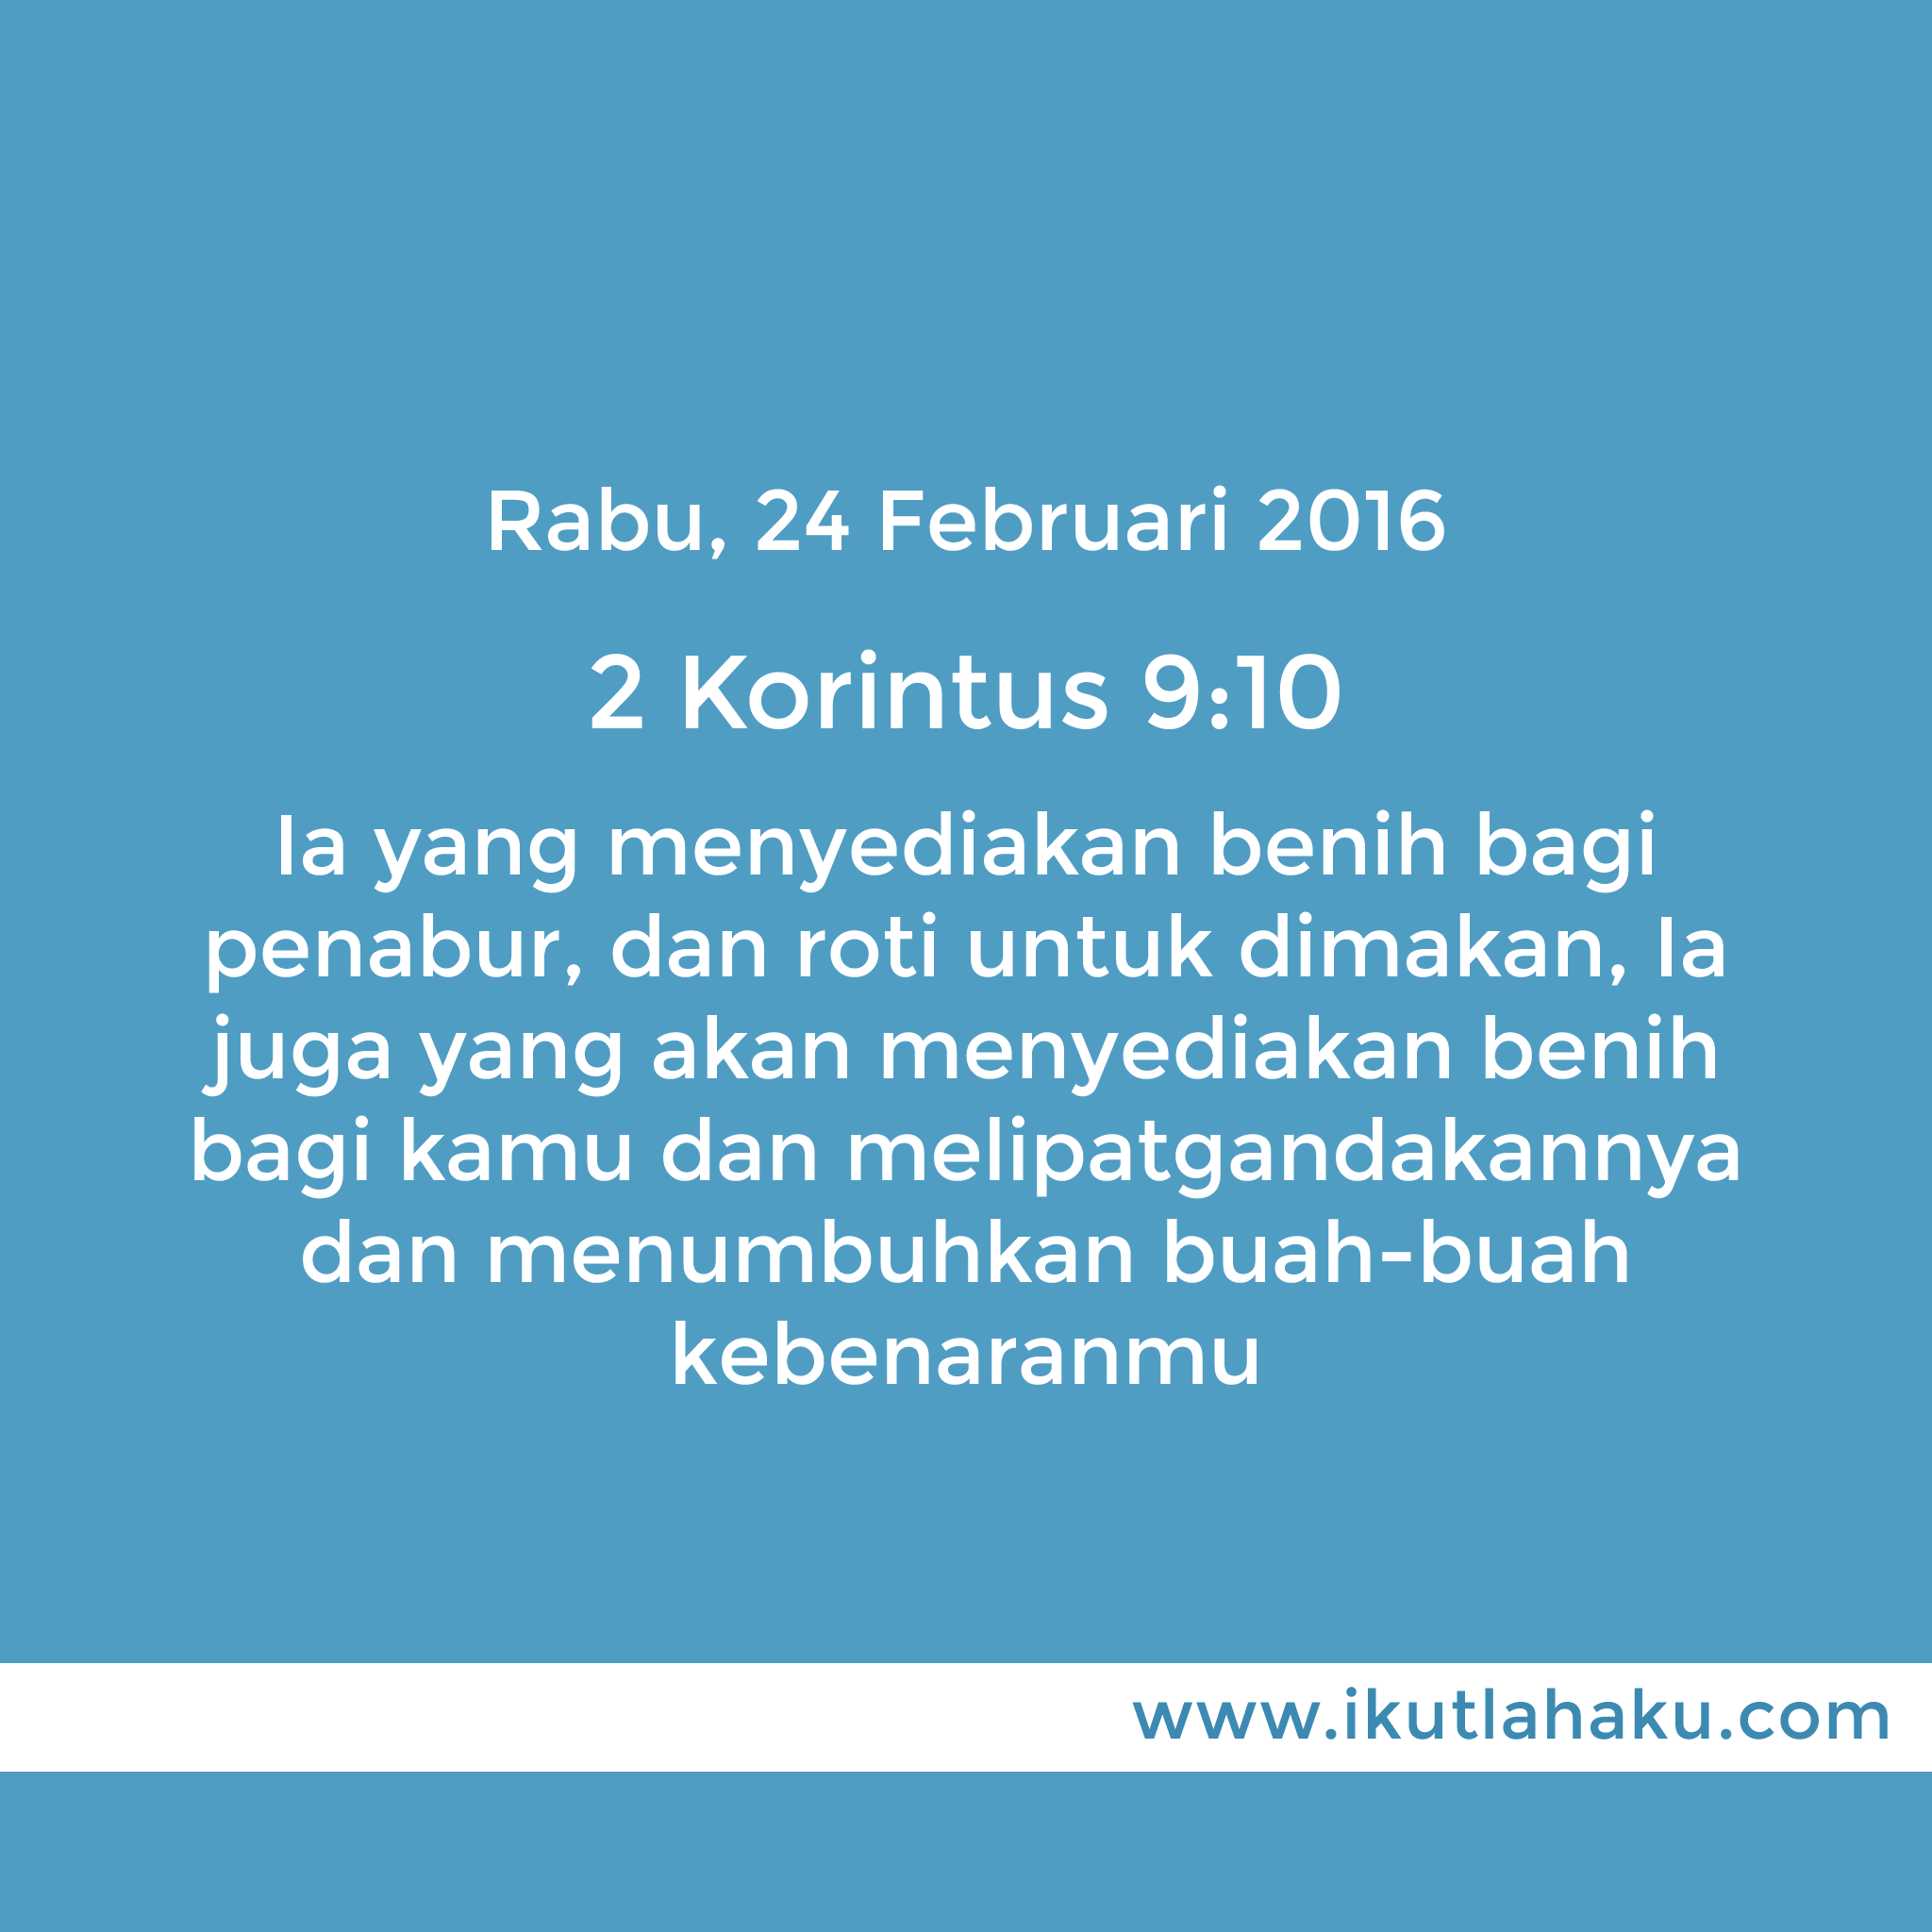 Rabu, 24 Februari 2016
2 Korintus 9:10
Ia yang menyediakan benih bagi
penabur, dan roti untuk dimakan, Ia
juga yang akan menyediakan benih
bagi kamu dan melipatgandakannya
dan menumbuhkan buah-buah
kebenaranmu
www.ikutlahaku.com